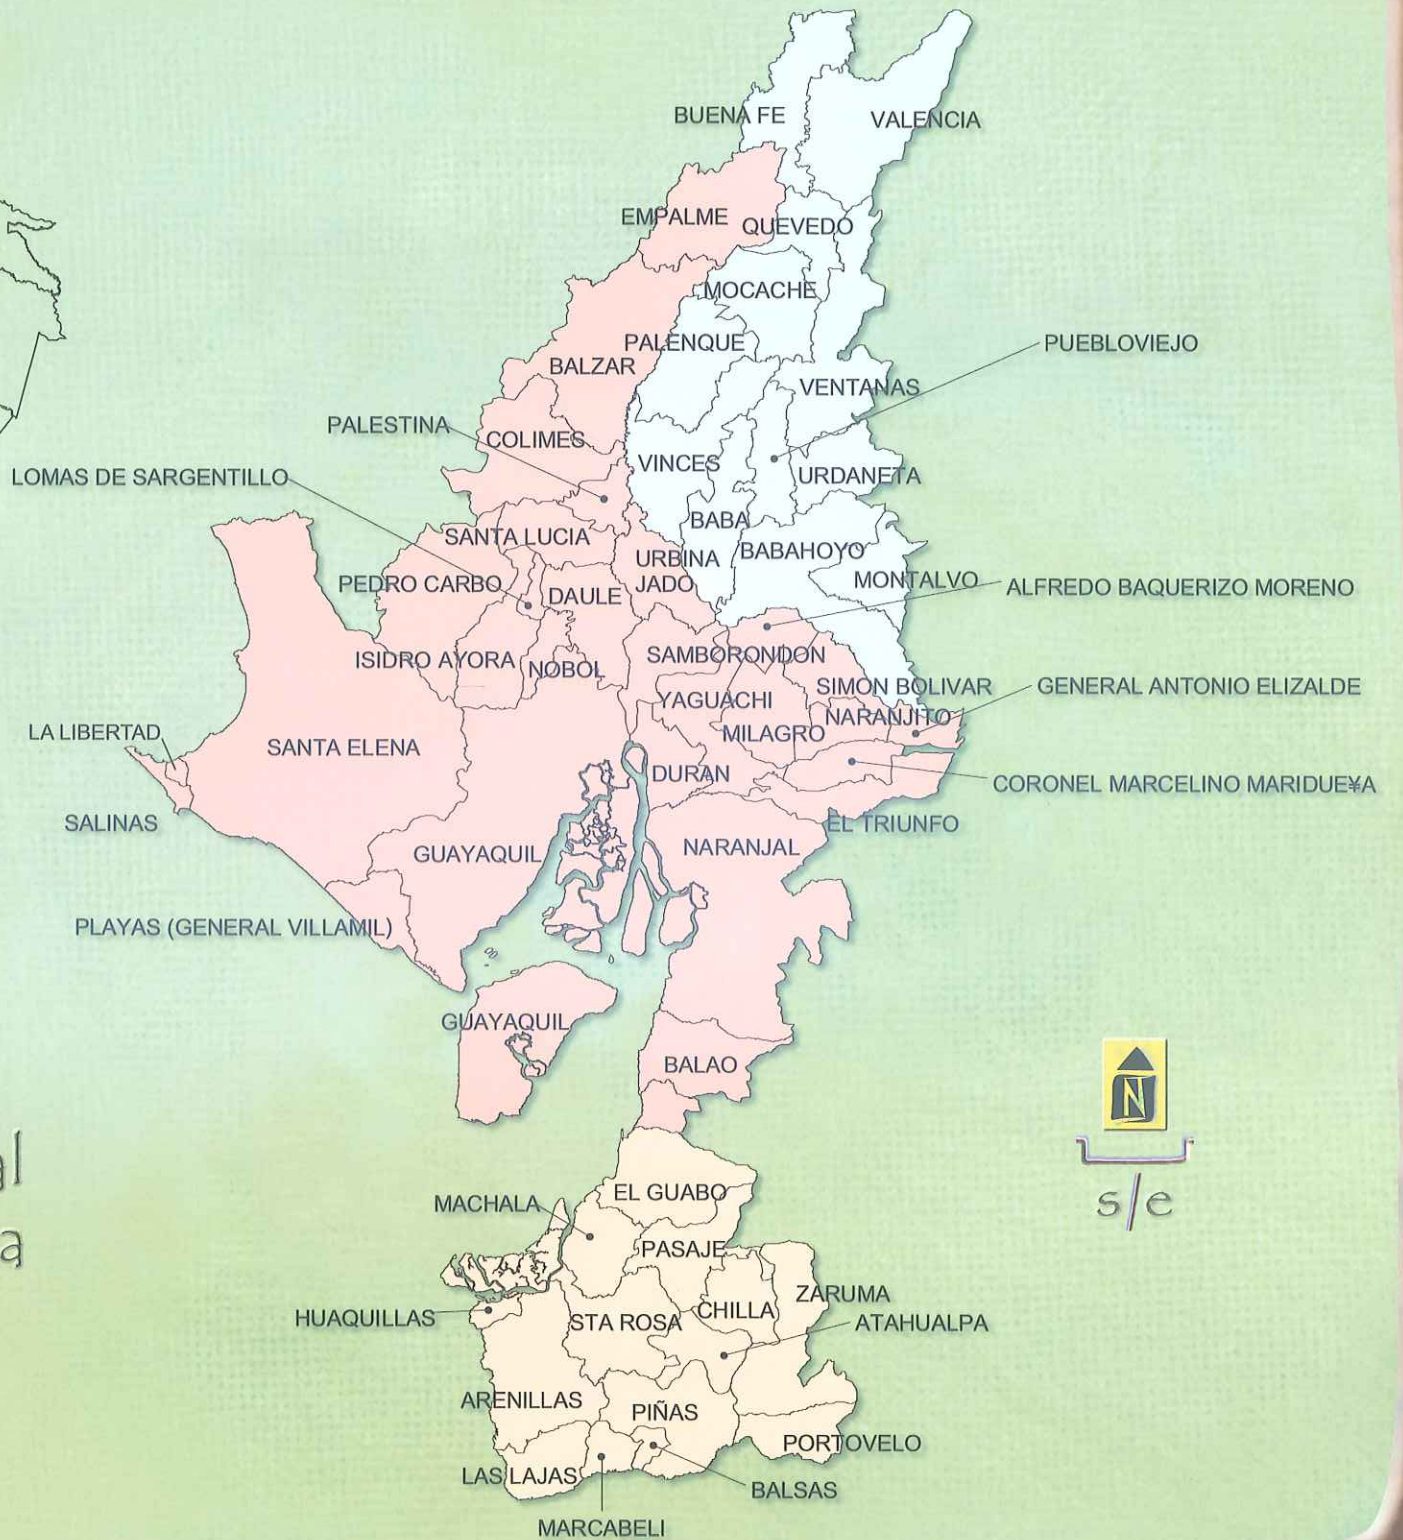 BUENA FE
VALENCIA
EMPALME
QUEVEDO
MOCACHE
PALENQUE
PUEBLOVIEJO
BALZAR
VENTANAS
PALESTINA
COLIMES
VINCES
LOMAS DE SARGENTILLO
URDANETA
BABA
SANTA LUCIA
BABAHOYO
URBINA
JADO
PEDRO CARBO
DAULE
MONTALVO
ALFREDO BAQUERIZO MORENO
ISIDRO AYORA
NOBOL
SAMBORONDON
SIMON BOLIVAR
GENERAL ANTONIO ELIZALDE
YAGUACHI
NARANJITO
LA LIBERTAD
SANTA ELENA
MILAGRO
DURAN
CORONEL MARCELINO MARIDUE¥A
SALINAS
EL TRIUNFO
GUAYAQUIL
NARANJAL
PLAYAS (GENERAL VILLAMIL)
GUAYAQUIL
BALAO
N
al
a
s/e
EL GUABO
MACHALA
PASAJE
ZARUMA
HUAQUILLAS
STA ROSA
CHILLA
ATAHUALPA
ARENILLAS
PIÑAS
PORTOVELO
LAS LAJAS
BALSAS
MARCABELI